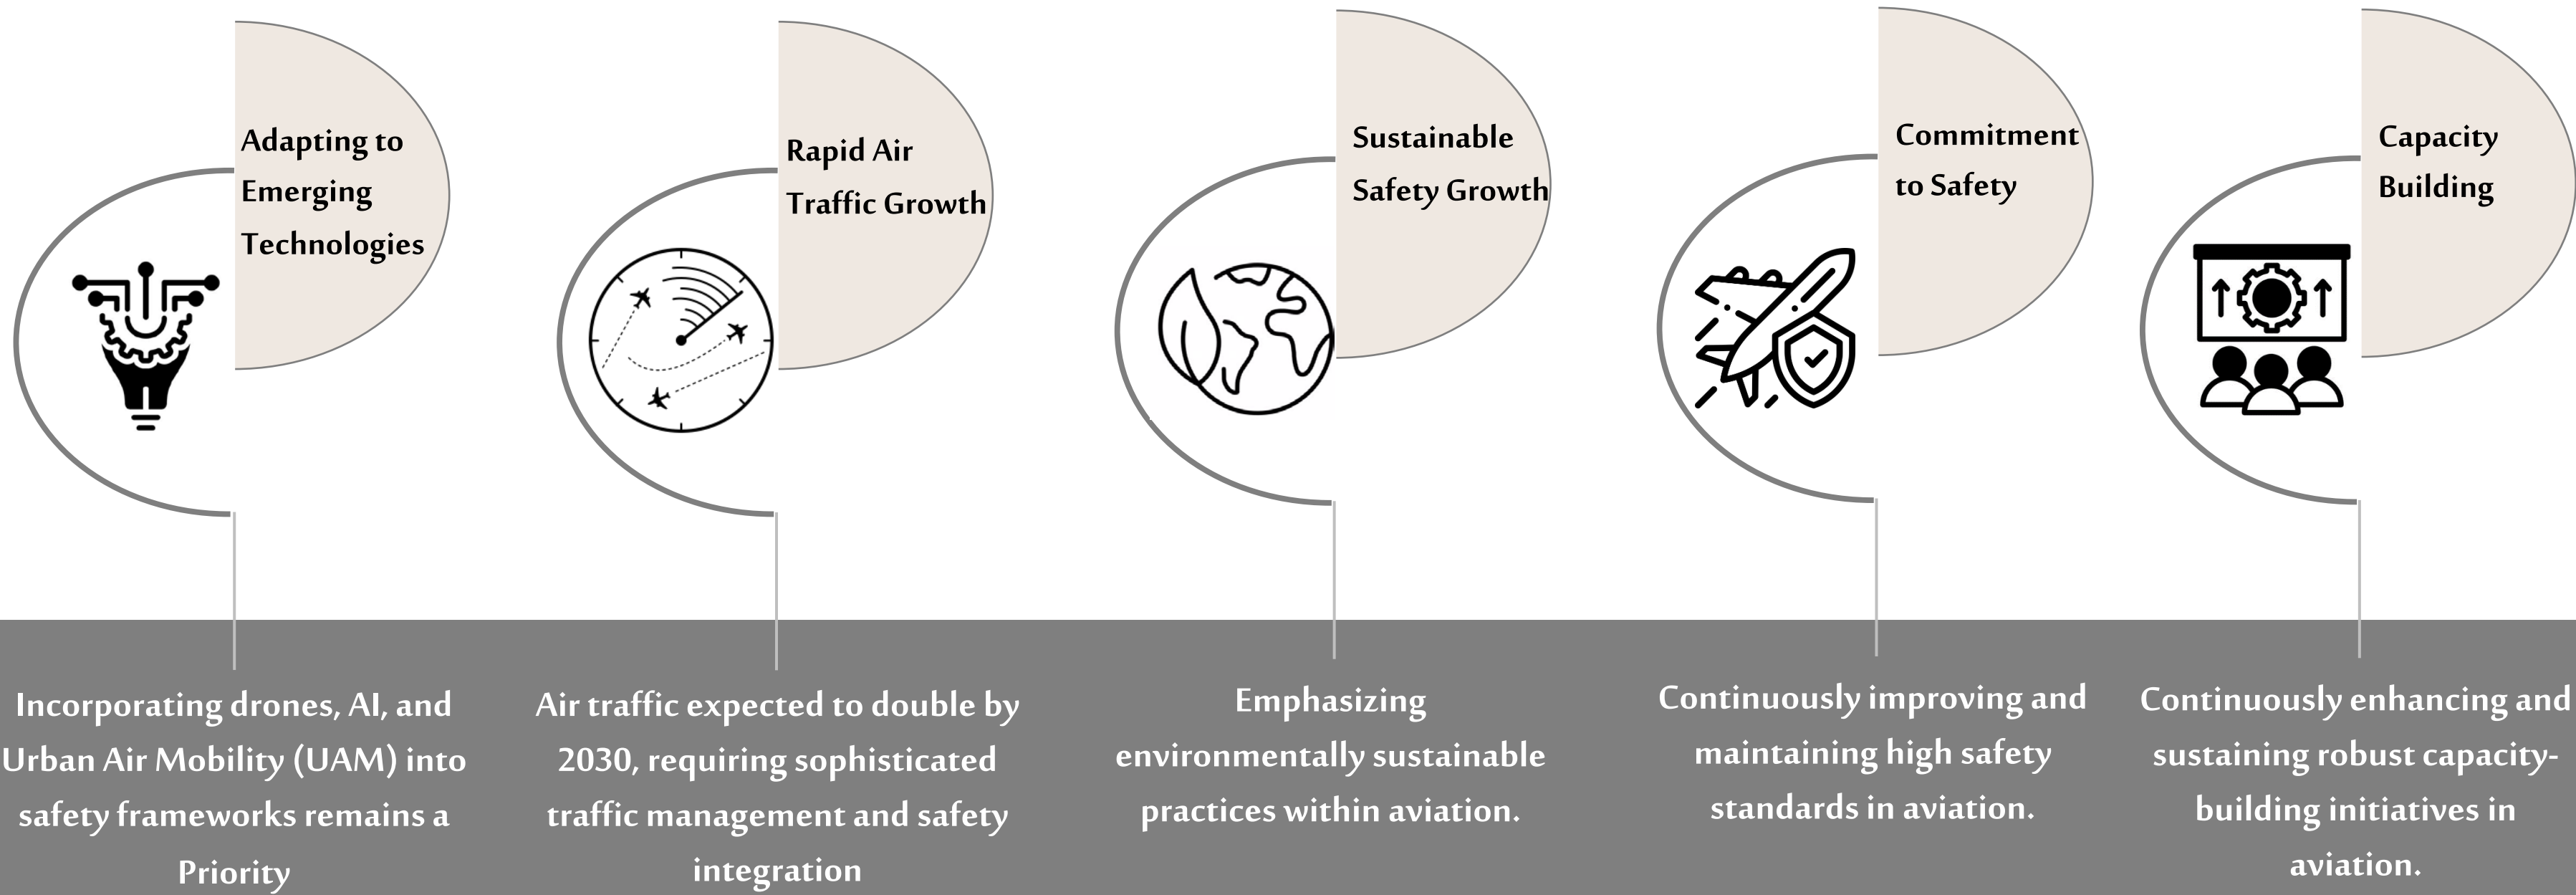 Adapting to
Emerging
Technologies
Incorporating drones, AI, and
Urban Air Mobility (UAM) into
safety frameworks remains a
Priority
Rapid Air
Traffic Growth
Air traffic expected to double by
2030, requiring sophisticated
traffic management and safety
integration
Sustainable
Safety Growth
Emphasizing
environmentally sustainable
practices within aviation.
Commitment
to Safety
Continuously improving and
maintaining high safety
standards in aviation.
Capacity
Building
Continuously enhancing and
sustaining robust capacity-
building initiatives in
aviation.